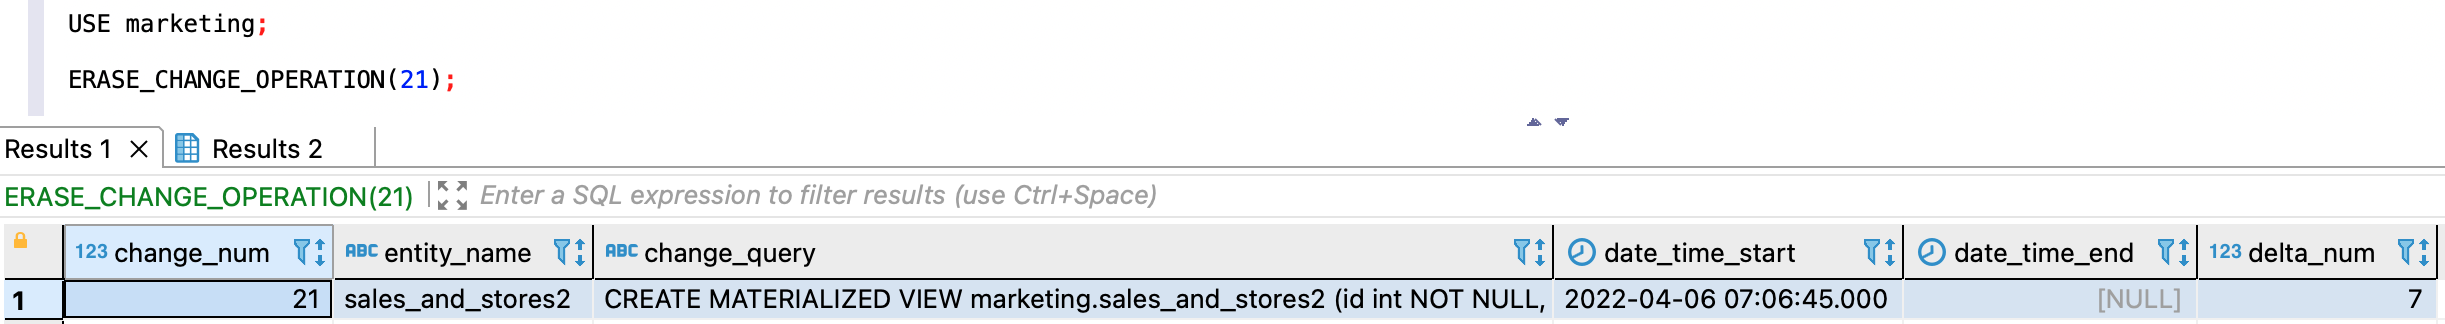 USE marketing;
ERASE_CHANGE_OPERATION(21);
Results 1 Results 2
ERASE_CHANGE_OPERATION(21) Enter a SQL expression to filter results (use Ctrl+Space)
123 change_num ABC entity_name ABC change_query date_time_start date_time_end 123 delta_num
1 21 sales_and_stores2 CREATE MATERIALIZED VIEW marketing.sales_and_stores2 (id int NOT NULL, 2022-04-06 07:06:45.000 [NULL] 7